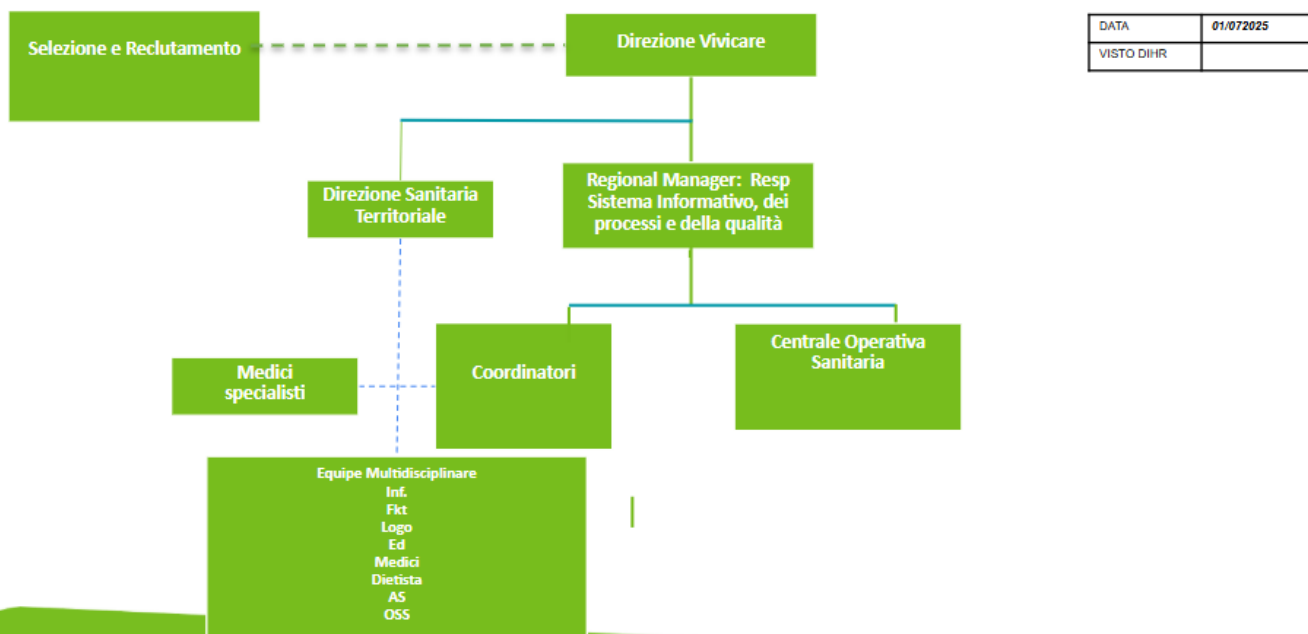 Selezione e Reclutamento
Direzione Vivicare
DATA 01/072025
VISTO DIHR
Direzione Sanitaria
Territoriale
Regional Manager: Resp
Sistema Informativo, dei
processi e della qualità
Medici
specialisti
Coordinatori
Centrale Operativa
Sanitaria
Equipe Multidisciplinare
Inf.
Fkt
Logo
Ed
Medici
Dietista
AS
OSS